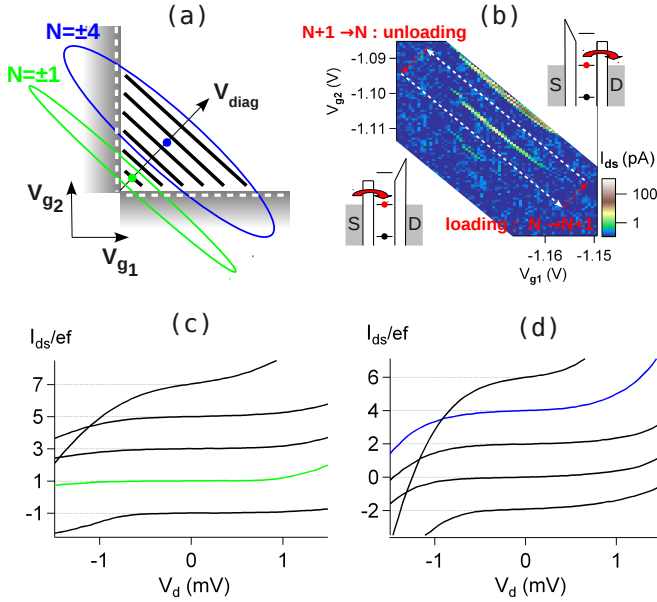 (a)
N=±4
N=±1
V_diag
V_g2
V_g1
(b)
N+1 →N : unloading
-1.09
-1.10
-1.11
V_g2 (V)
S
D
S
D
I_ds (pA)
100
1
loading : N →N+1
-1.16
-1.15
V_g1 (V)
(c)
I_ds/ef
7
5
3
1
-1
-1
0
1
V_d (mV)
(d)
I_ds/ef
6
4
2
0
-2
-1
0
1
V_d (mV)